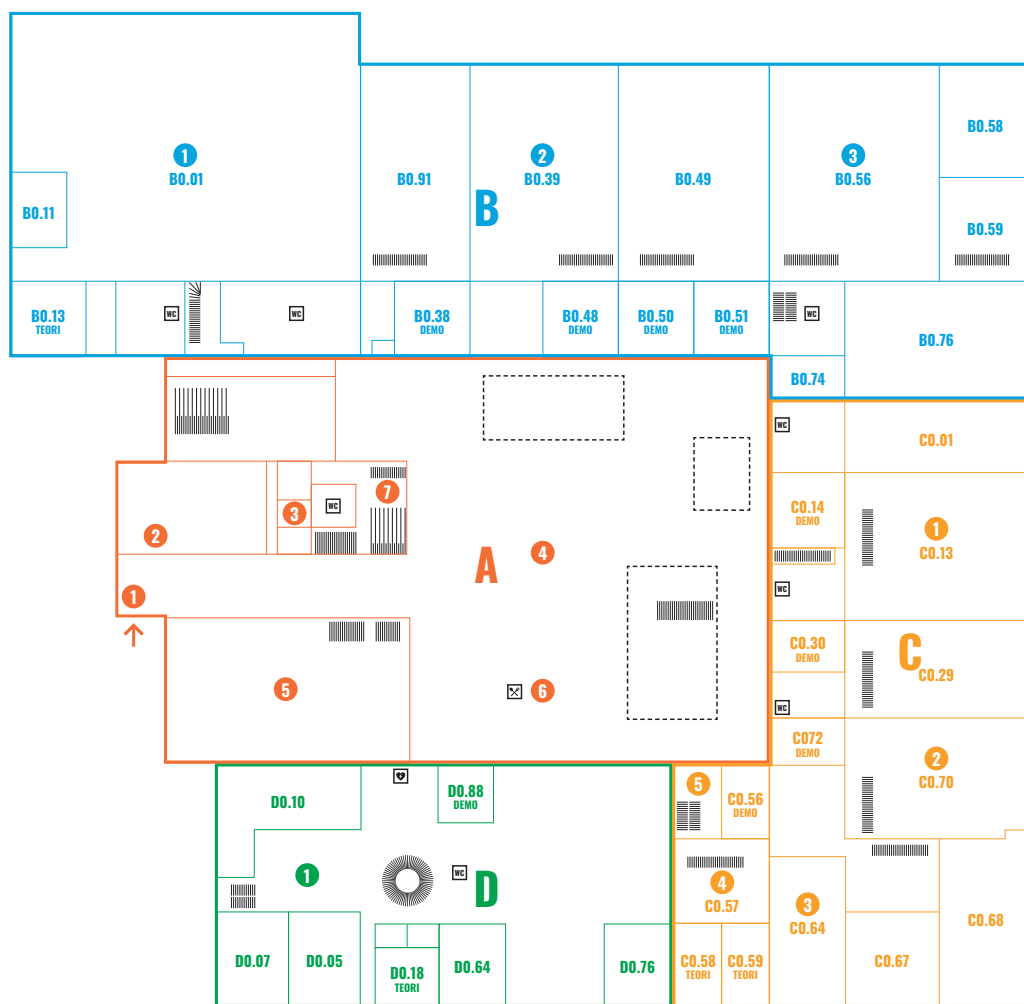 B0.58
1
2
3
B0.01
B0.91
B0.39
B0.49
B0.56
B
B0.11
B0.59
B0.13
TEORI
WC
WC
B0.38
DEMO
B0.48
DEMO
B0.50
DEMO
B0.51
DEMO
WC
B0.76
B0.74
WC
C0.01
7
3
WC
2
C0.14
DEMO
1
C0.13
A
4
1
WC
C0.30
DEMO
C
C0.29
5
6
WC
C072
DEMO
2
C0.70
D0.10
D0.88
DEMO
5
C0.56
DEMO
1
WC
D
4
C0.57
3
C0.64
C0.68
D0.07
D0.05
D0.18
TEORI
D0.64
D0.76
C0.58
TEORI
C0.59
TEORI
C0.67